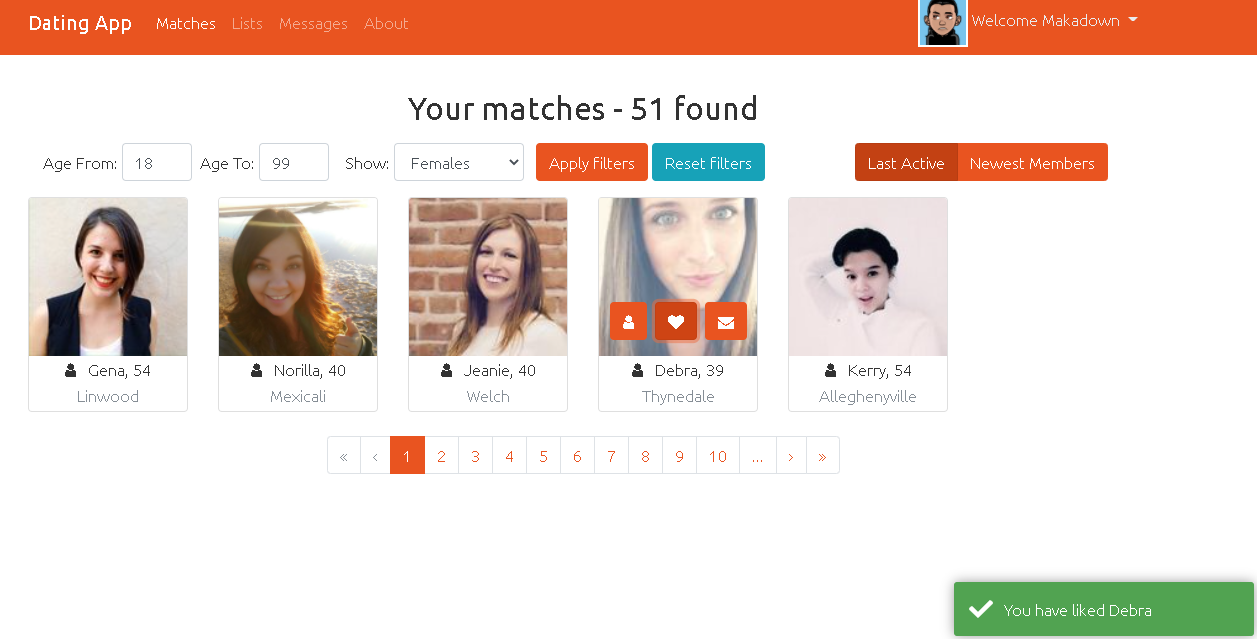 Dating App Matches Lists Messages About Welcome Makadown
Your matches - 51 found
Age From: 18 Age To: 99 Show: Females Apply filters Reset filters Last Active Newest Members
Gena, 54 Norilla, 40 Jeanie, 40 Debra, 39 Kerry, 54
Linwood Mexicali Welch Thynedale Alleghenyville
« ‹ 1 2 3 4 5 6 7 8 9 10 ... › »
You have liked Debra